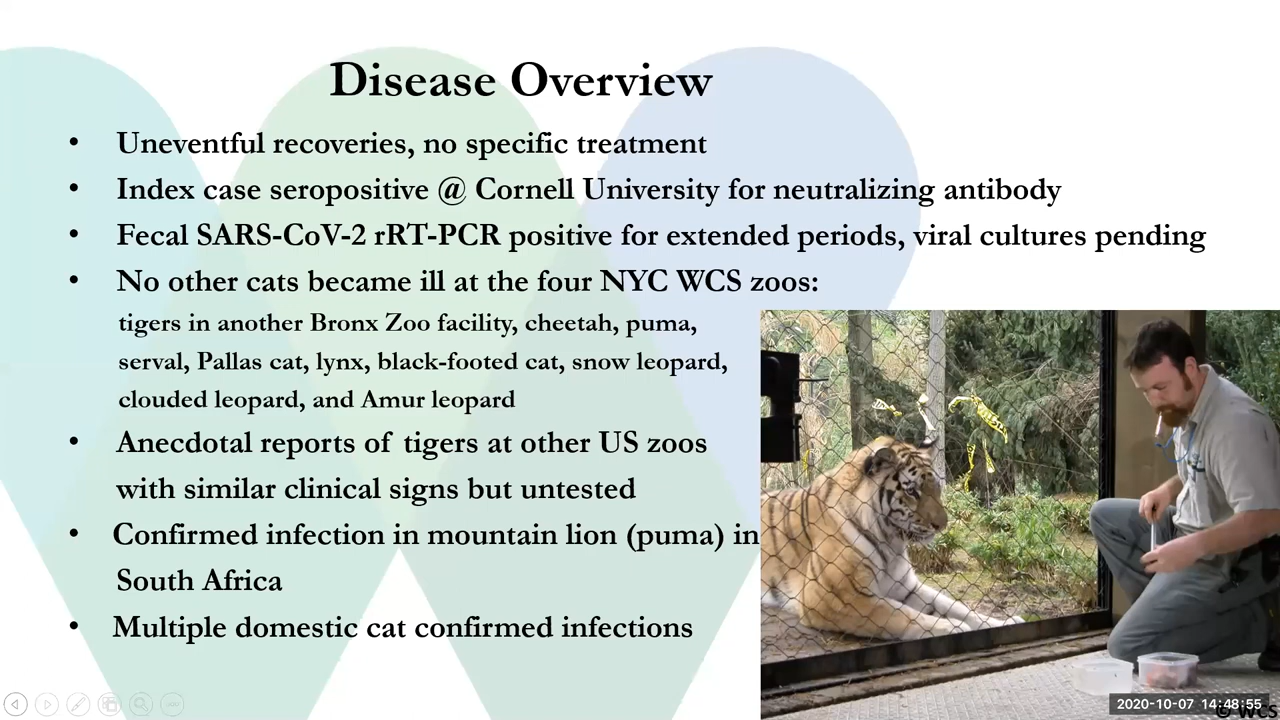 Disease Overview
• Uneventful recoveries, no specific treatment
• Index case seropositive @ Cornell University for neutralizing antibody
• Fecal SARS-CoV-2 rRT-PCR positive for extended periods, viral cultures pending
• No other cats became ill at the four NYC WCS zoos:
tigers in another Bronx Zoo facility, cheetah, puma,
serval, Pallas cat, lynx, black-footed cat, snow leopard,
clouded leopard, and Amur leopard
• Anecdotal reports of tigers at other US zoos
with similar clinical signs but untested
• Confirmed infection in mountain lion (puma) in
South Africa
• Multiple domestic cat confirmed infections
2020-10-07 14:48:55
© WCS